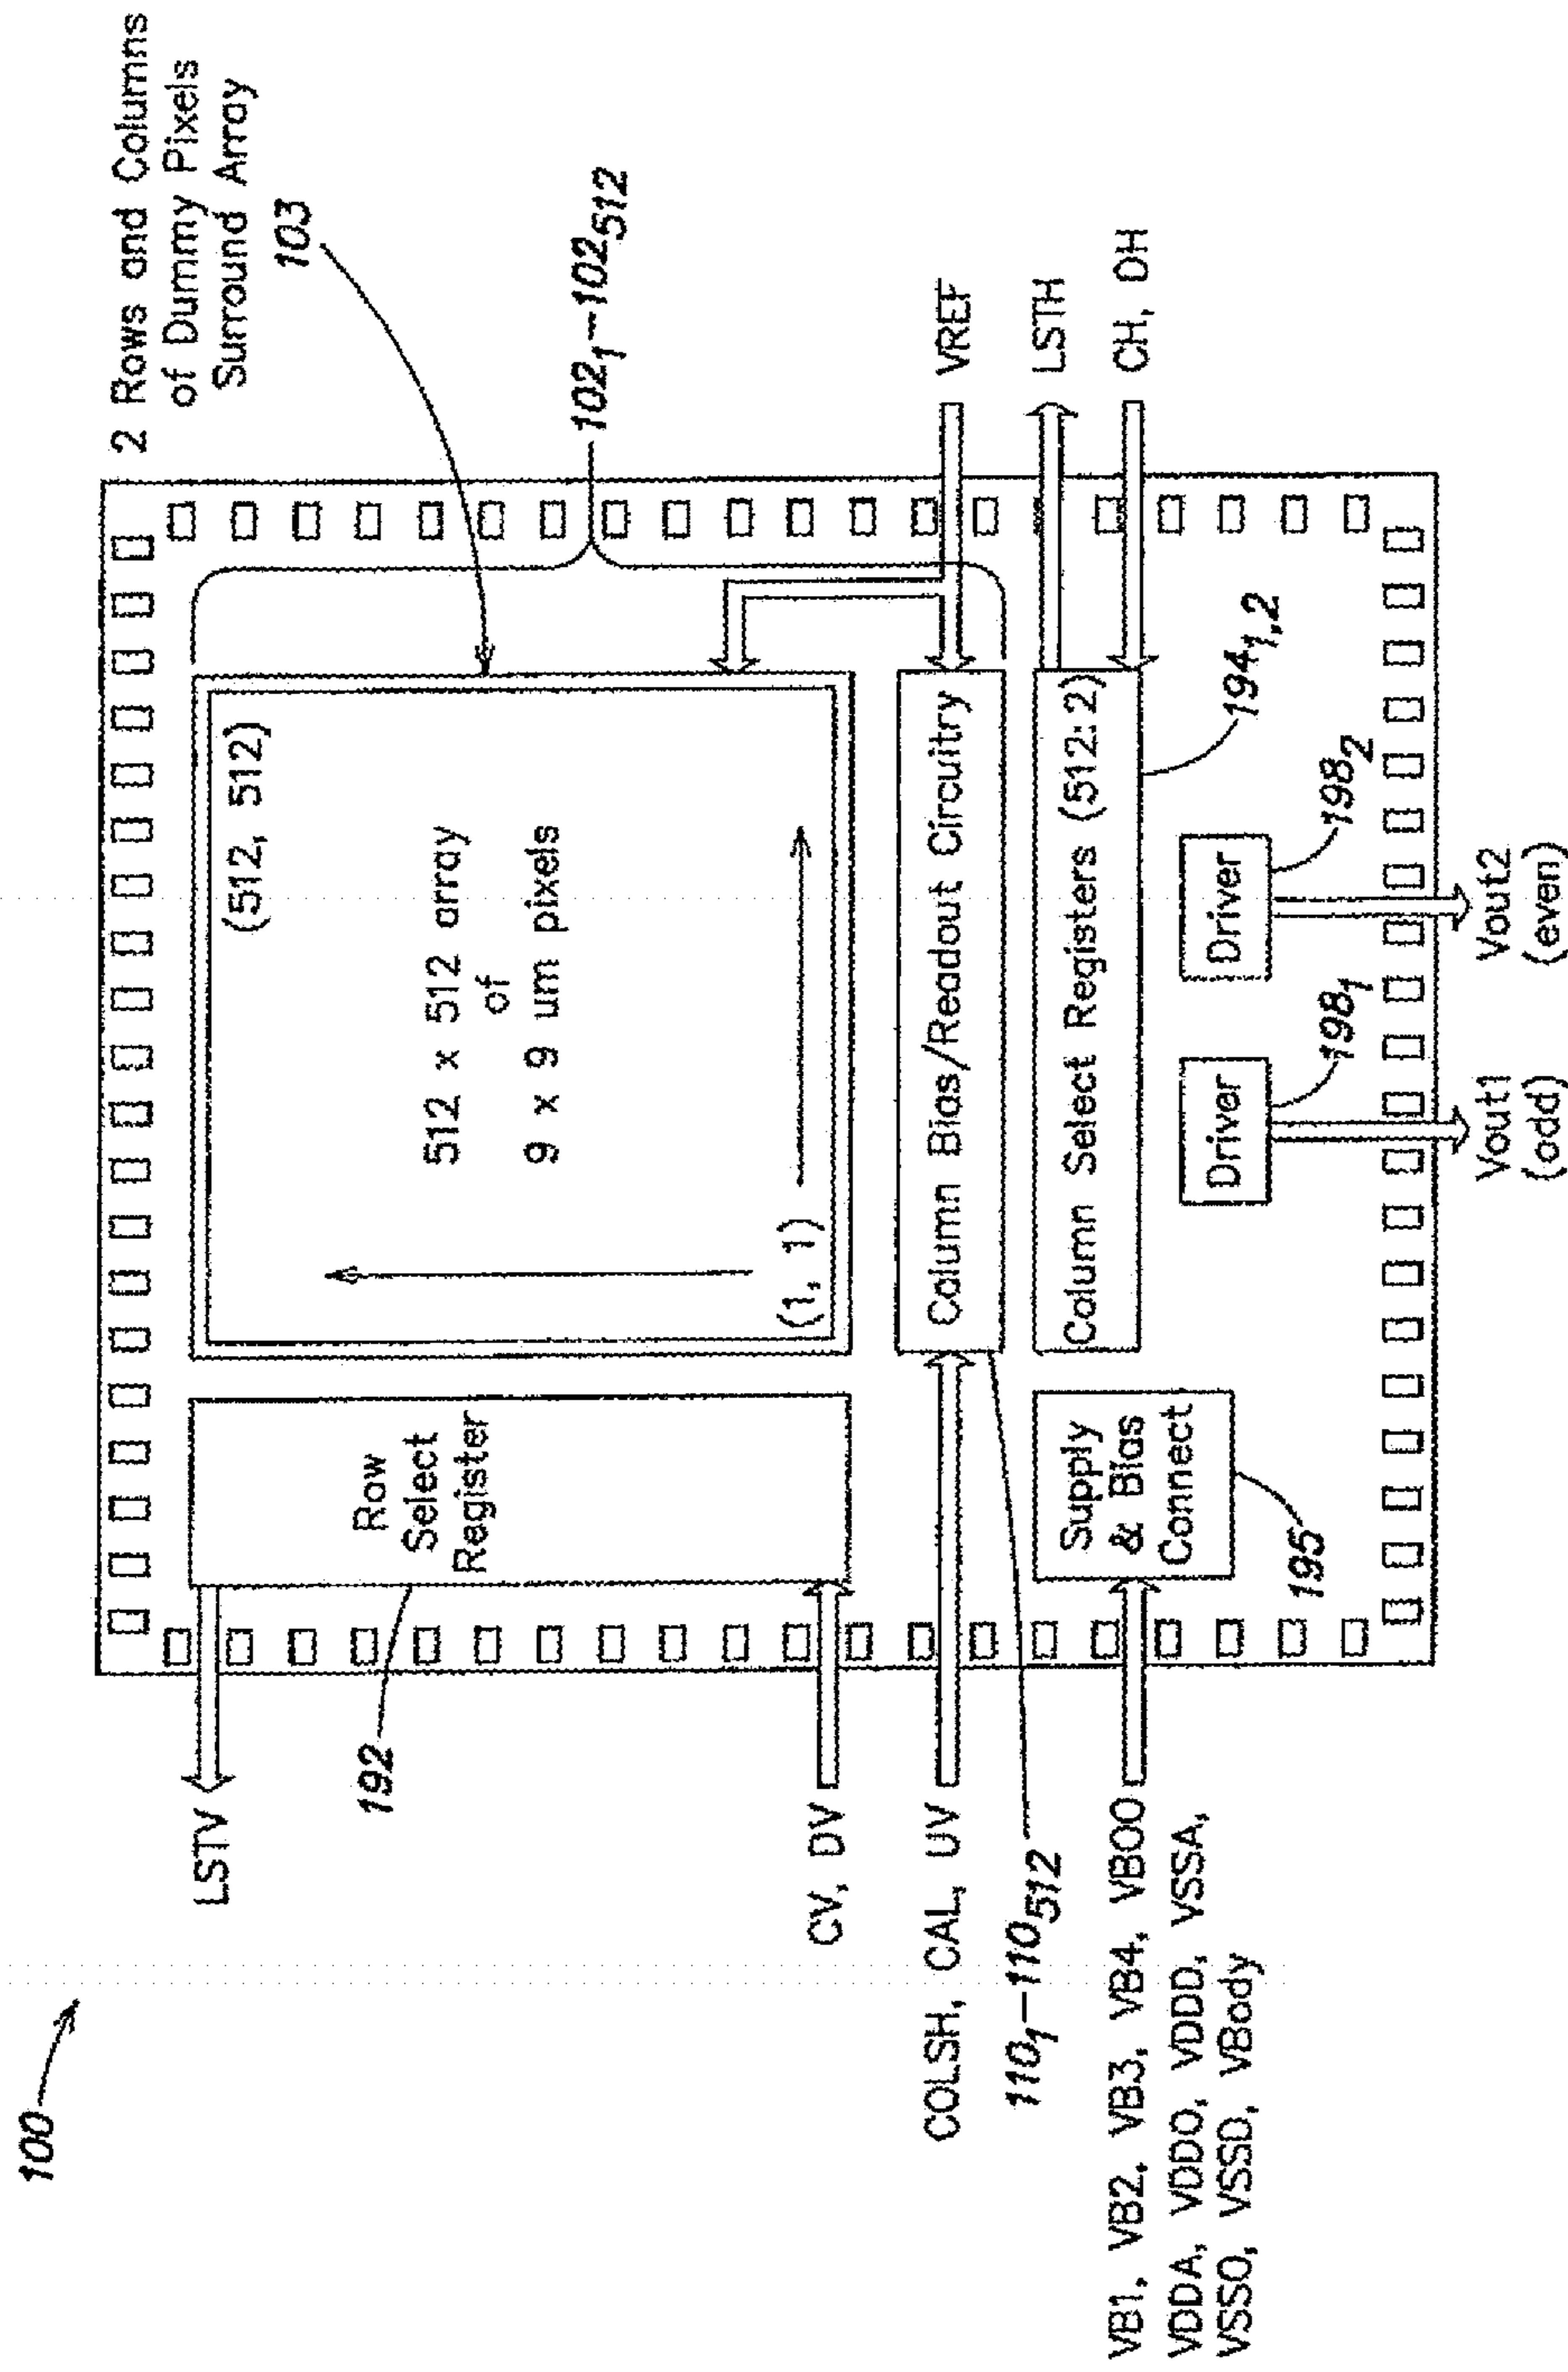 100
2 Rows and Columns
of Dummy Pixels
Surround Array
103
102₁–102₅₁₂
LSTV
192
Row
Select
Register
(512, 512)
512 x 512 array
of
9 x 9 um pixels
(1, 1)
CV, DV
COLSH, CAL, UV
110₁–110₅₁₂
Column Bias/Readout Circuitry
VREF
Column Select Registers (512:2)
LSTH
CH, DH
194₁,₂
VB1, VB2, VB3, VB4, VBOO
VDDA, VDDO, VDDD, VSSA,
VSSO, VSSD, VBody
Supply
& Bias
Connect
195
Driver
198₁
Driver
198₂
Vout1
(odd)
Vout2
(even)